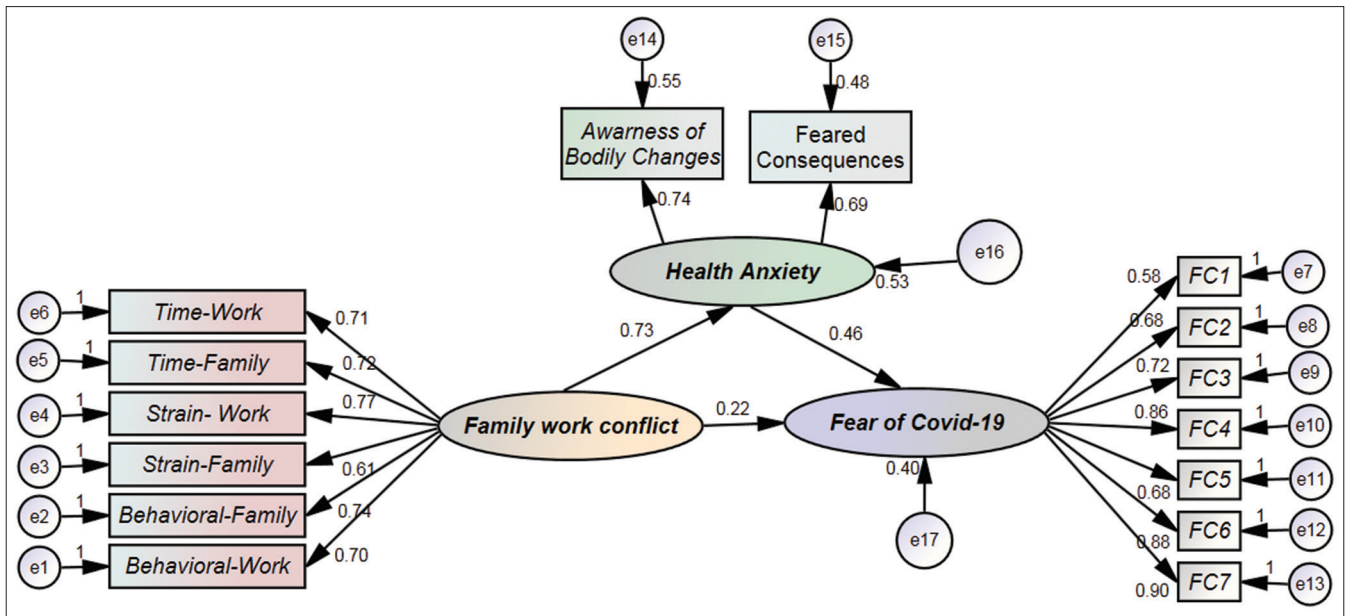 e14
e15
0.55
0.48
Awarness of
Bodily Changes
Feared
Consequences
0.74
0.69
e16
Health Anxiety
0.53
e6
1
Time-Work
e5
1
Time-Family
e4
1
Strain- Work
e3
1
Strain-Family
e2
1
Behavioral-Family
e1
1
Behavioral-Work
0.71
0.72
0.77
0.61
0.74
0.70
Family work conflict
0.73
0.46
0.22
Fear of Covid-19
0.40
e17
0.58
0.68
0.72
0.86
0.68
0.88
0.90
FC1
1
e7
FC2
1
e8
FC3
1
e9
FC4
1
e10
FC5
1
e11
FC6
1
e12
FC7
1
e13